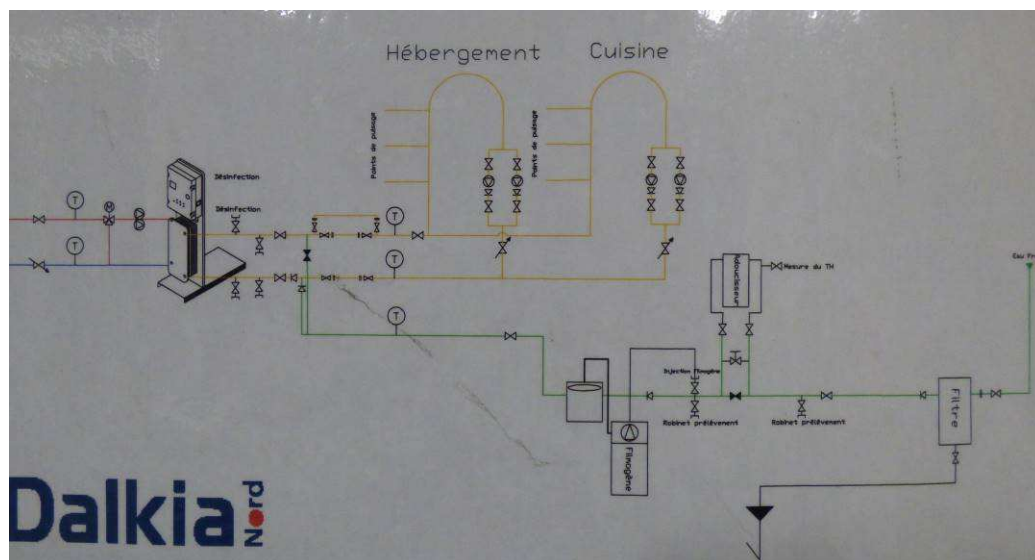 Hébergement
Cuisine
Points de puisage
Points de puisage
Désinfection
Désinfection
M
T
T
T
T
T
Adoucisseur
Mesure du TH
Injection filmogène
Robinet prélèvement
Robinet prélèvement
Filtre
Filmogène
Dalkia
Nord